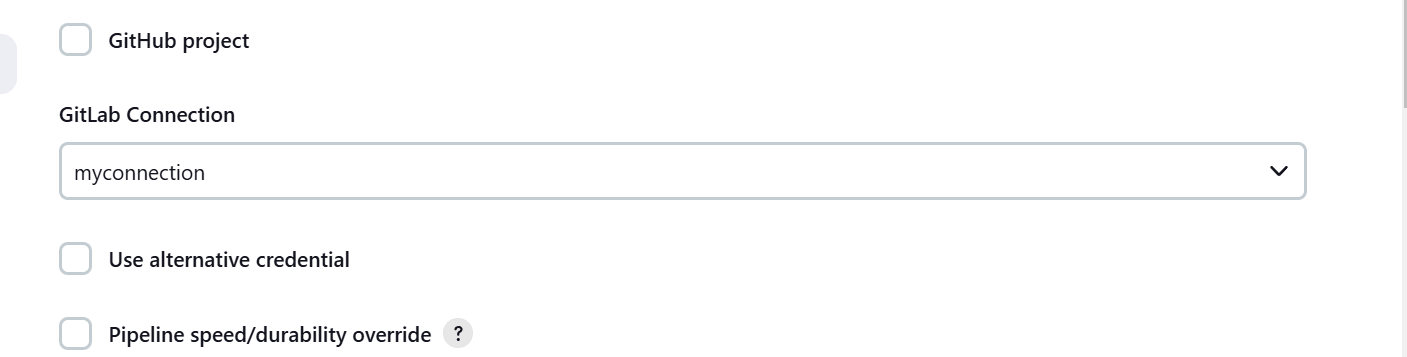 GitHub project
GitLab Connection
myconnection
Use alternative credential
Pipeline speed/durability override ?